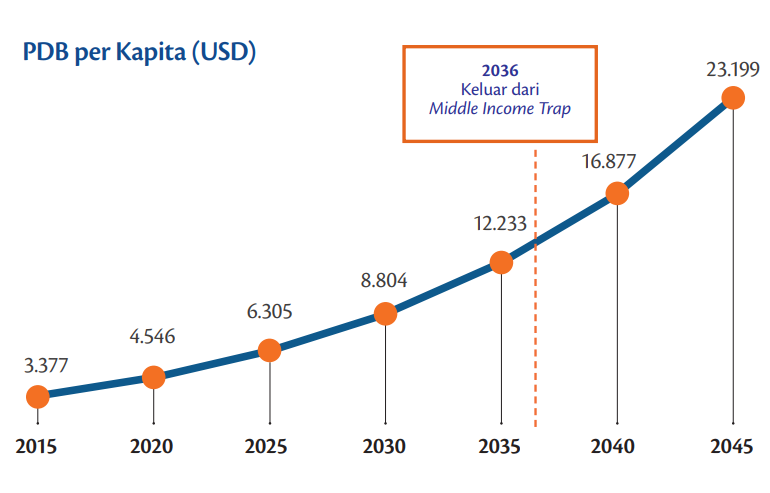 PDB per Kapita (USD)
2036
Keluar dari
Middle Income Trap
23.199
16.877
12.233
8.804
6.305
4.546
3.377
2015 2020 2025 2030 2035 2040 2045